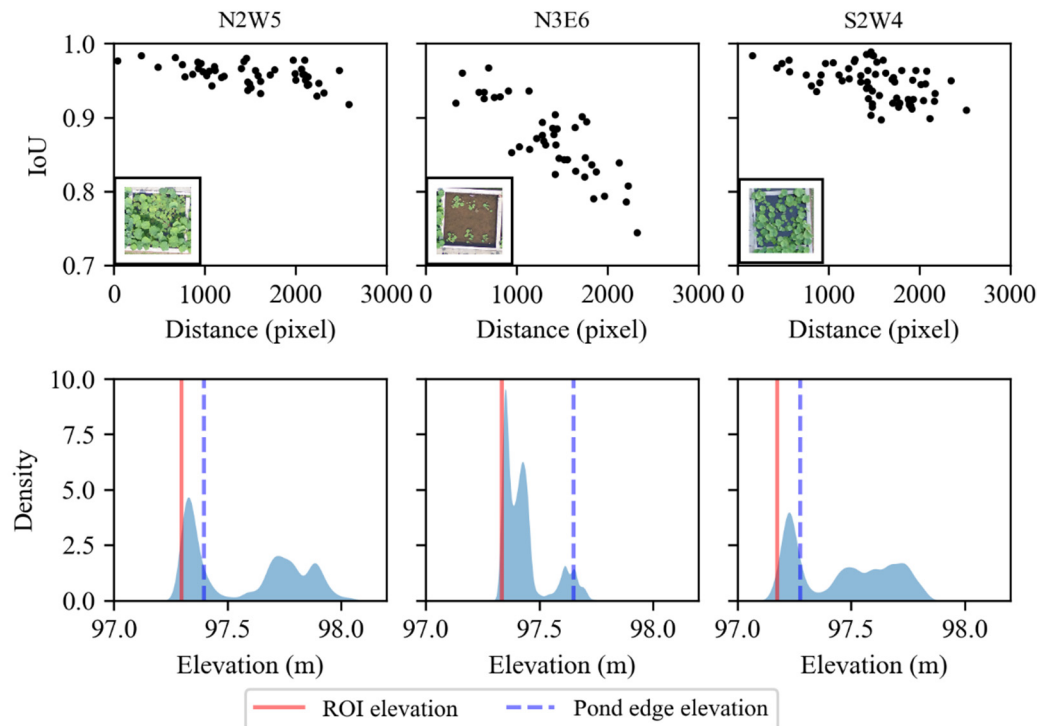 N2W5 N3E6 S2W4
1.0
0.9
IoU
0.8
0.7
0 1000 2000 3000 0 1000 2000 3000 0 1000 2000 3000
Distance (pixel) Distance (pixel) Distance (pixel)
10.0
7.5
Density
5.0
2.5
0.0
97.0 97.5 98.0 97.0 97.5 98.0 97.0 97.5 98.0
Elevation (m) Elevation (m) Elevation (m)
ROI elevation Pond edge elevation